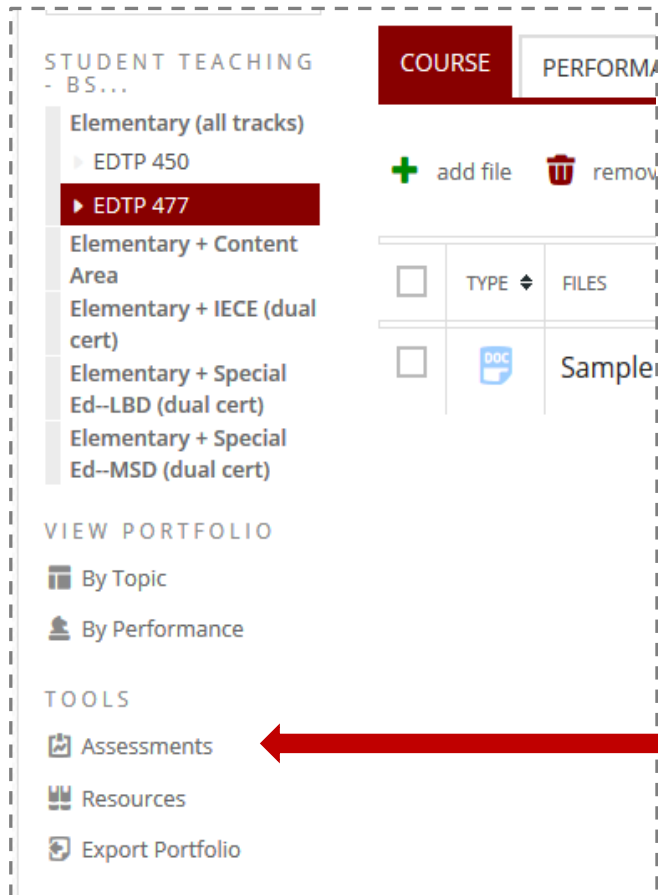 STUDENT TEACHING
- BS...
Elementary (all tracks)
EDTP 450
EDTP 477
Elementary + Content
Area
Elementary + IECE (dual
cert)
Elementary + Special
Ed--LBD (dual cert)
Elementary + Special
Ed--MSD (dual cert)
VIEW PORTFOLIO
By Topic
By Performance
TOOLS
Assessments
Resources
Export Portfolio
COURSE PERFORMA
add file remov
TYPE FILES
DOC Sample